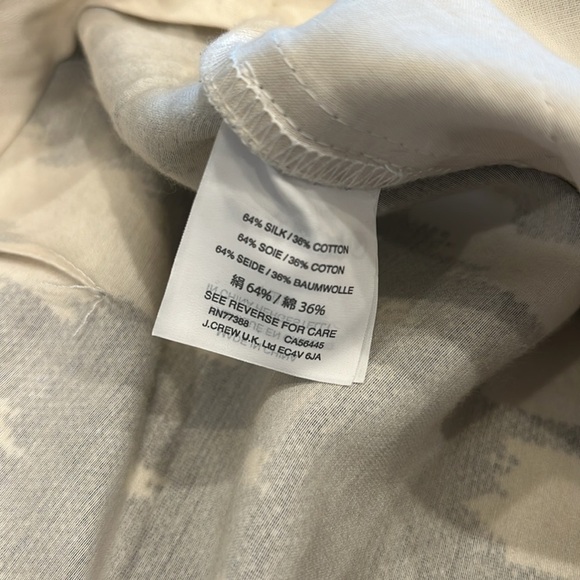 64% SILK / 36% COTTON
64% SOIE / 36% COTON
64% SEIDE / 36% BAUMWOLLE
絹 64% / 綿 36%
SEE REVERSE FOR CARE
RN77388 CA56445
J.CREW U.K. Ltd EC4V 6JA